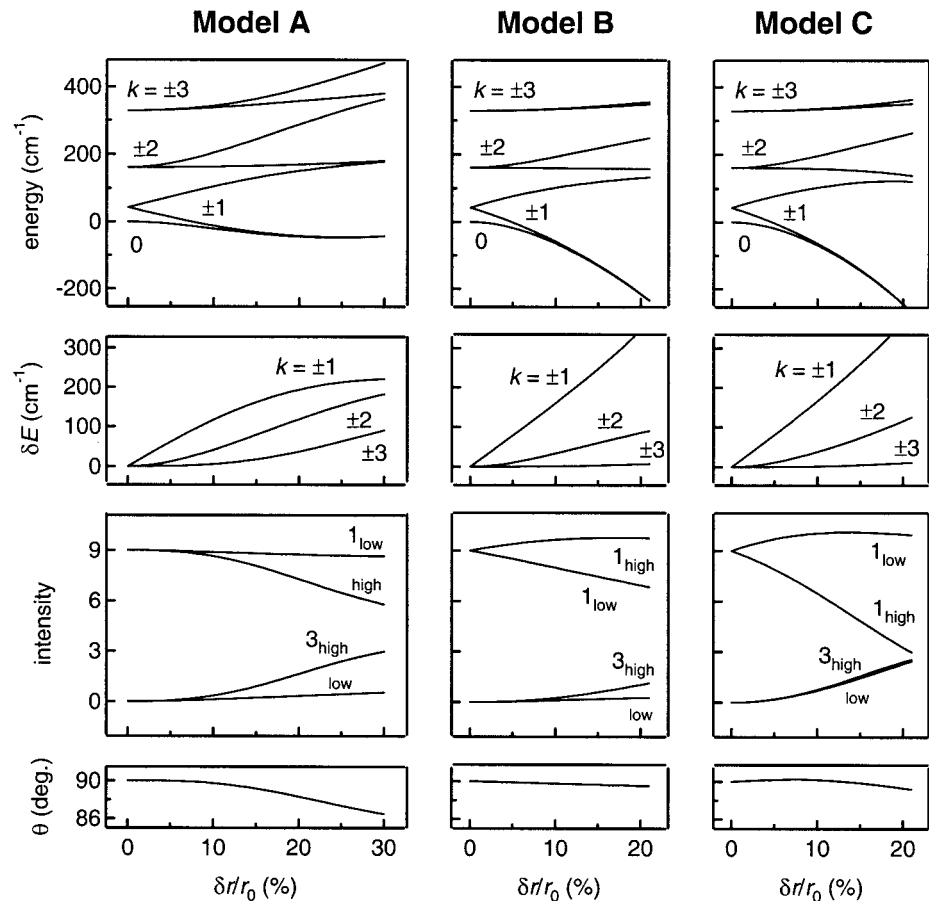 Model A Model B Model C
energy (cm⁻¹)
400
200
0
-200
k = ±3
±2
±1
0
k = ±3
±2
±1
0
k = ±3
±2
±1
0
δE (cm⁻¹)
300
200
100
0
k = ±1
±2
±3
k = ±1
±2
±3
k = ±1
±2
±3
intensity
9
6
3
0
1low
high
3high
low
1high
1low
3high
low
1low
1high
3high
low
θ (deg.)
90
86
0 10 20 30
0 10 20
0 10 20
δr/r₀ (%) δr/r₀ (%) δr/r₀ (%)